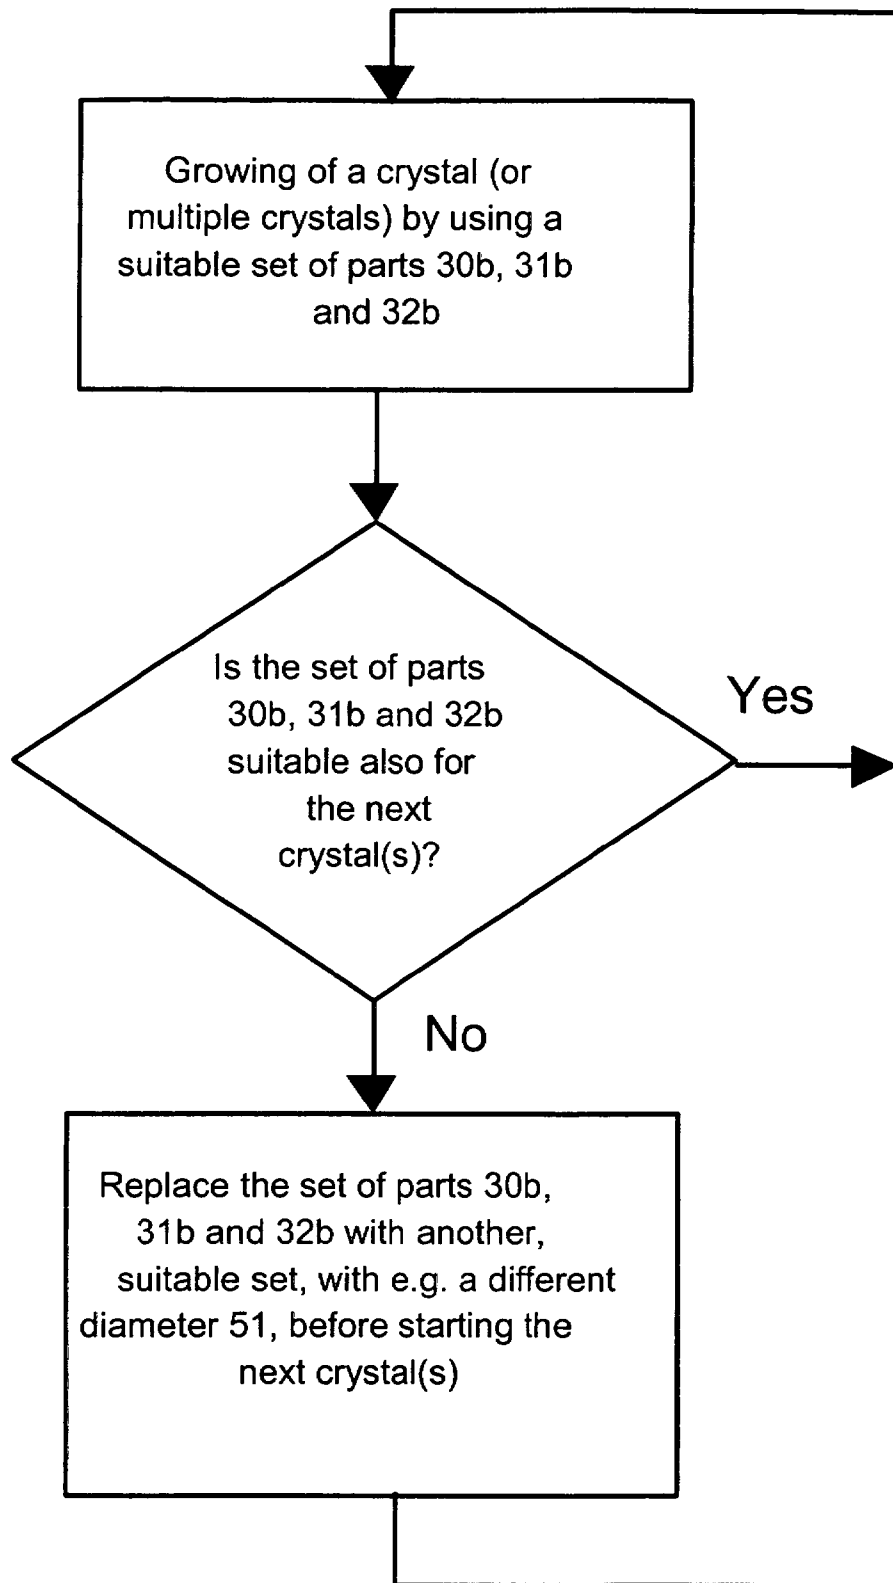 Growing of a crystal (or
multiple crystals) by using a
suitable set of parts 30b, 31b
and 32b
Is the set of parts
30b, 31b and 32b
suitable also for
the next
crystal(s)?
Yes
No
Replace the set of parts 30b,
31b and 32b with another,
suitable set, with e.g. a different
diameter 51, before starting the
next crystal(s)